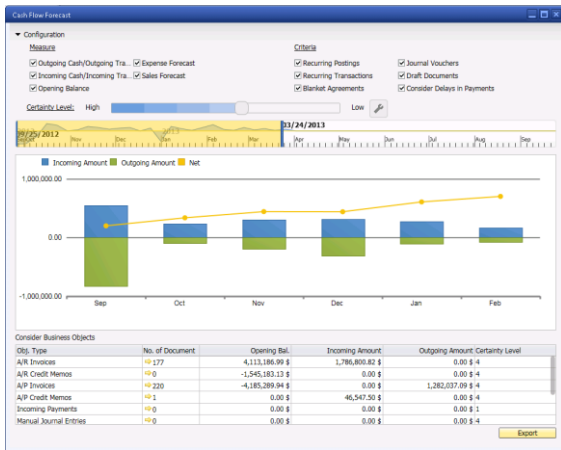 Cash Flow Forecast
Configuration
Measure Criteria
Outgoing Cash/Outgoing Tra... Expense Forecast Recurring Postings Journal Vouchers
Incoming Cash/Incoming Tra... Sales Forecast Recurring Transactions Draft Documents
Opening Balance Blanket Agreements Consider Delays in Payments
Certainty Level: High Low
09/25/2012 2013 03/24/2013
Oct Nov Dec Jan Feb Mar Apr May Jun Jul Aug Sep
Incoming Amount Outgoing Amount Net
1,000,000.00
0.00
-1,000,000.00
Sep Oct Nov Dec Jan Feb
Consider Business Objects
Obj. Type No. of Document Opening Bal. Incoming Amount Outgoing Amount Certainty Level
A/R Invoices 177 4,113,186.99 $ 1,786,800.82 $ 0.00 $ 4
A/R Credit Memos 0 -1,545,183.13 $ 0.00 $ 0.00 $ 4
A/P Invoices 220 -4,185,289.94 $ 0.00 $ 1,282,037.09 $ 4
A/P Credit Memos 1 0.00 $ 46,547.50 $ 0.00 $ 4
Incoming Payments 0 0.00 $ 0.00 $ 0.00 $ 1
Manual Journal Entries 0 0.00 $ 0.00 $ 0.00 $ 4
Export